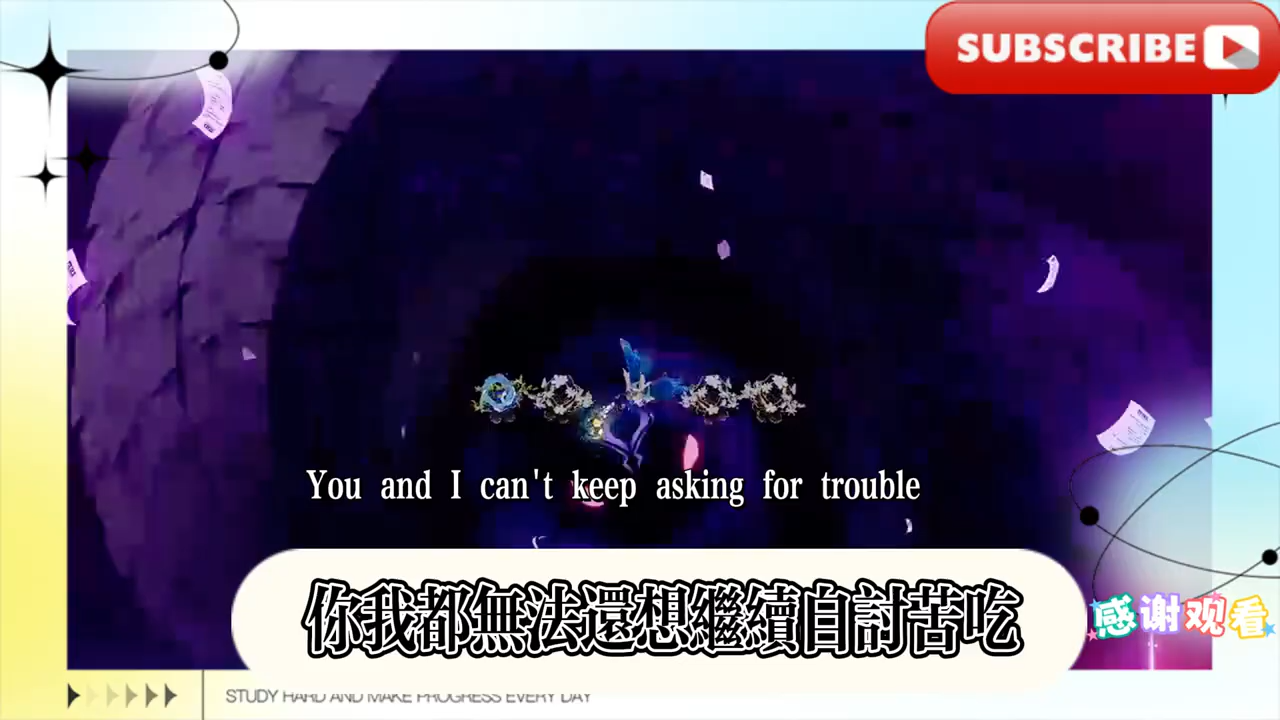 SUBSCRIBE
You and I can't keep asking for trouble
你我都無法還想繼續自討苦吃
感谢观看
STUDY HARD AND MAKE PROGRESS EVERY DAY